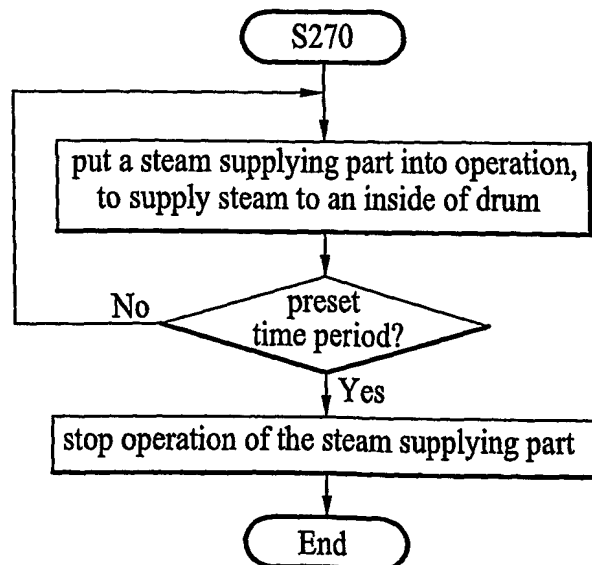 S270
put a steam supplying part into operation,
to supply steam to an inside of drum
No
preset
time period?
Yes
stop operation of the steam supplying part
End